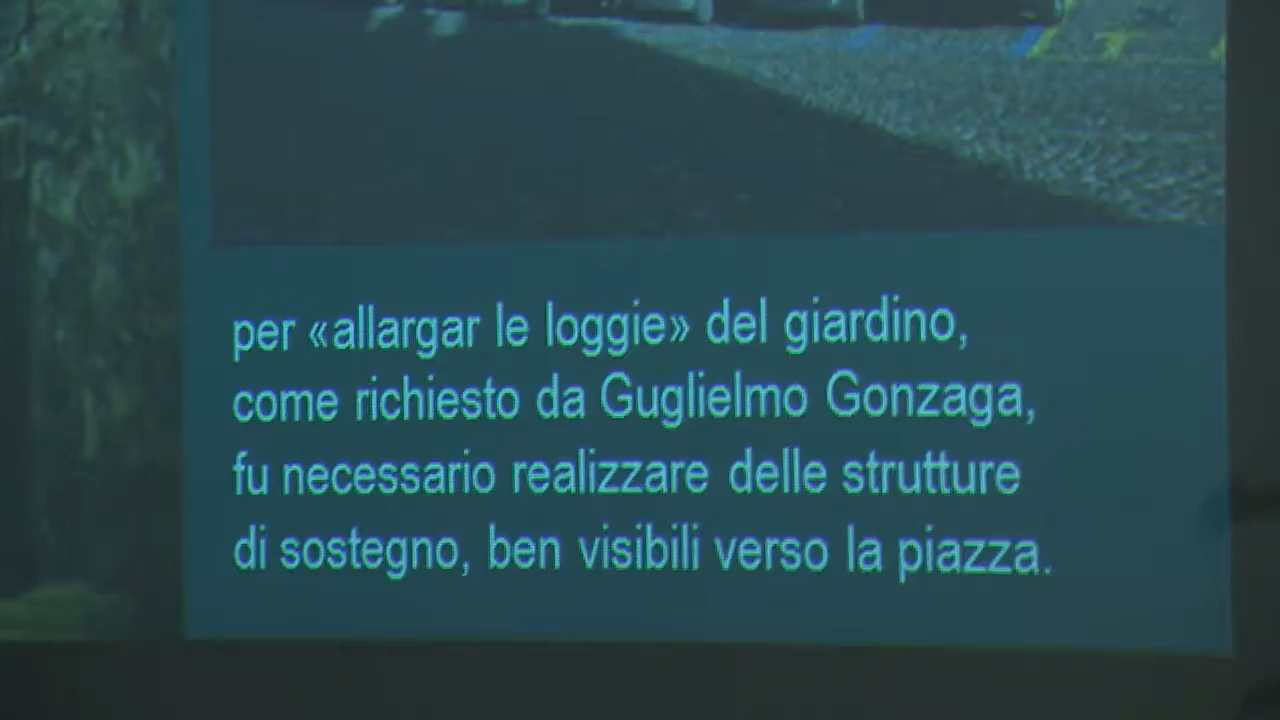 per «allargar le loggie» del giardino,
come richiesto da Guglielmo Gonzaga,
fu necessario realizzare delle strutture
di sostegno, ben visibili verso la piazza.